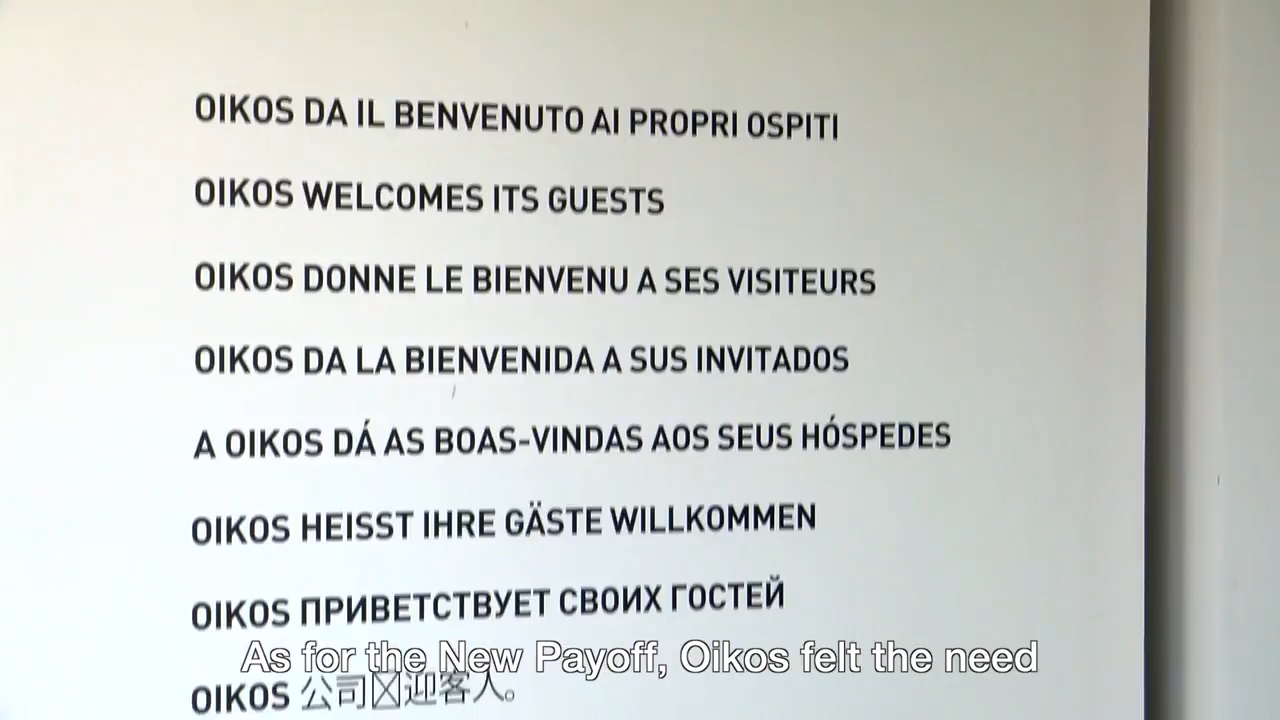 OIKOS DA IL BENVENUTO AI PROPRI OSPITI
OIKOS WELCOMES ITS GUESTS
OIKOS DONNE LE BIENVENU A SES VISITEURS
OIKOS DA LA BIENVENIDA A SUS INVITADOS
A OIKOS DÁ AS BOAS-VINDAS AOS SEUS HÓSPEDES
OIKOS HEISST IHRE GÄSTE WILLKOMMEN
OIKOS ПРИВЕТСТВУЕТ СВОИХ ГОСТЕЙ
As for the New Payoff, Oikos felt the need
OIKOS 公司☒迎客人。